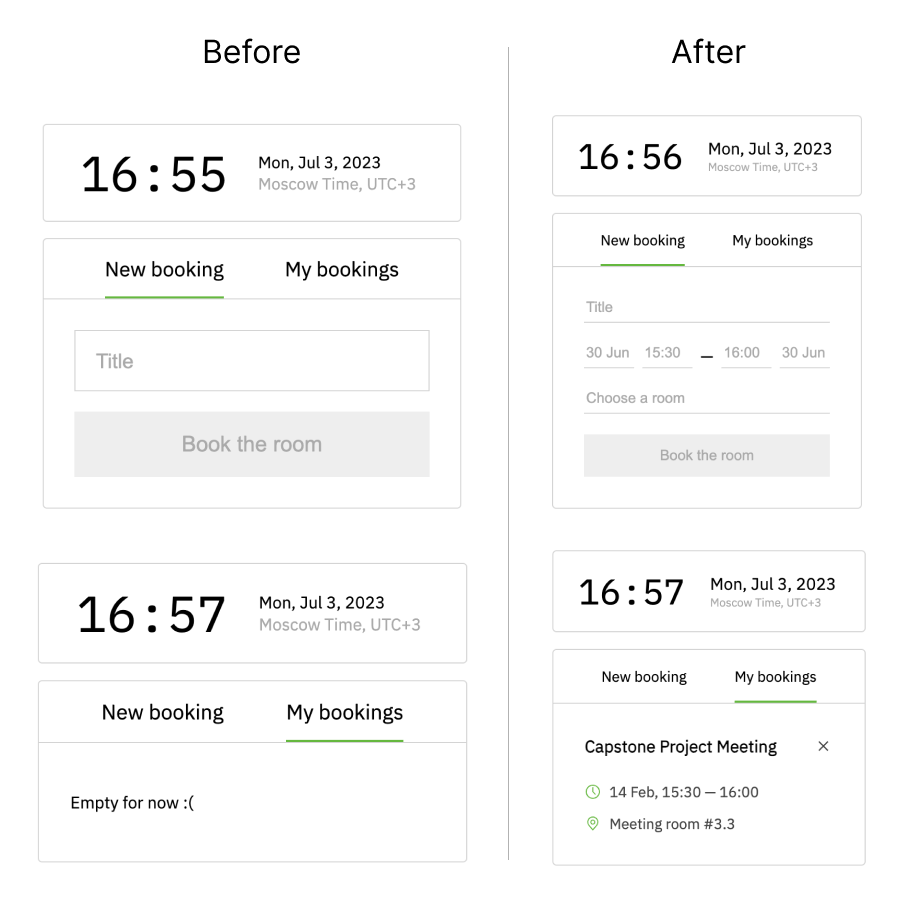 Before
16:55
Mon, Jul 3, 2023
Moscow Time, UTC+3
New booking My bookings
Title
Book the room
16:57
Mon, Jul 3, 2023
Moscow Time, UTC+3
New booking My bookings
Empty for now :(
After
16:56
Mon, Jul 3, 2023
Moscow Time, UTC+3
New booking My bookings
Title
30 Jun 15:30 — 16:00 30 Jun
Choose a room
Book the room
16:57
Mon, Jul 3, 2023
Moscow Time, UTC+3
New booking My bookings
Capstone Project Meeting
14 Feb, 15:30 — 16:00
Meeting room #3.3